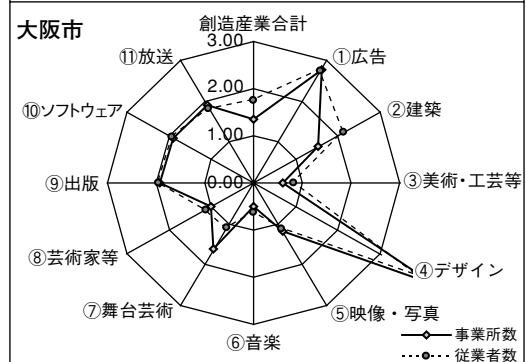 大阪市
創造産業合計
3.00
2.00
1.00
0.00
①広告
②建築
③美術・工芸等
④デザイン
⑤映像・写真
⑥音楽
⑦舞台芸術
⑧芸術家等
⑨出版
⑩ソフトウェア
⑪放送
事業所数
従業者数